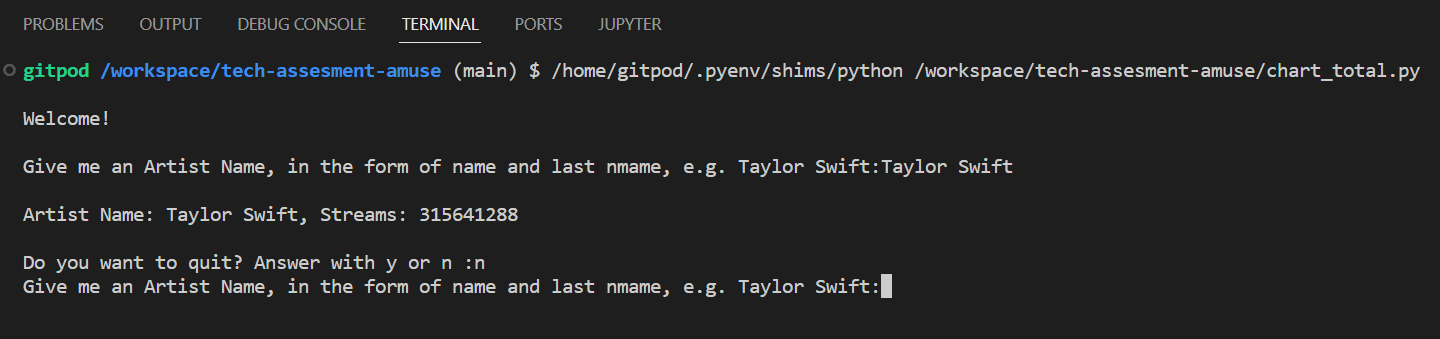 PROBLEMS OUTPUT DEBUG CONSOLE TERMINAL PORTS JUPYTER
gitpod /workspace/tech-assesment-amuse (main) $ /home/gitpod/.pyenv/shims/python /workspace/tech-assesment-amuse/chart_total.py
Welcome!
Give me an Artist Name, in the form of name and last nmame, e.g. Taylor Swift:Taylor Swift
Artist Name: Taylor Swift, Streams: 315641288
Do you want to quit? Answer with y or n :n
Give me an Artist Name, in the form of name and last nmame, e.g. Taylor Swift: